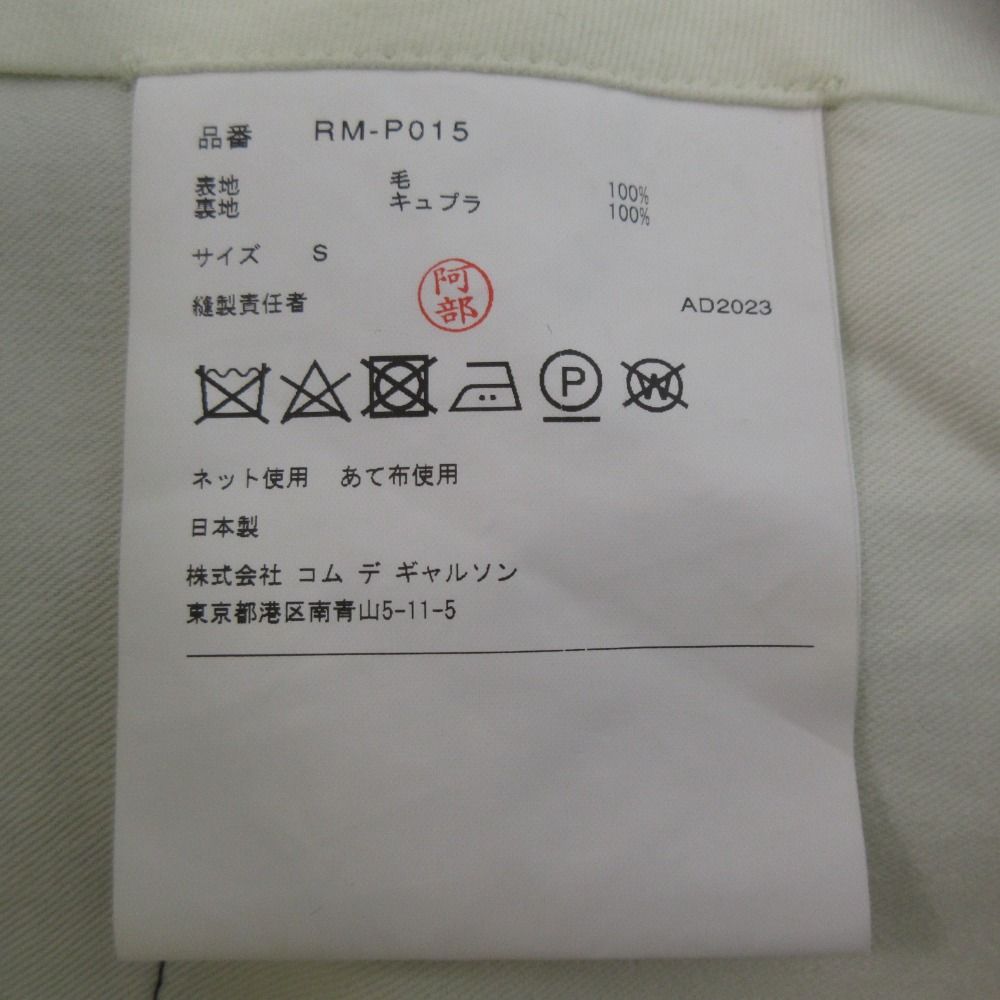 品番 RM-P015
表地 毛 100%
裏地 キュプラ 100%
サイズ S
縫製責任者 阿部 AD2023
P W
ネット使用 あて布使用
日本製
株式会社 コム デ ギャルソン
東京都港区南青山5-11-5